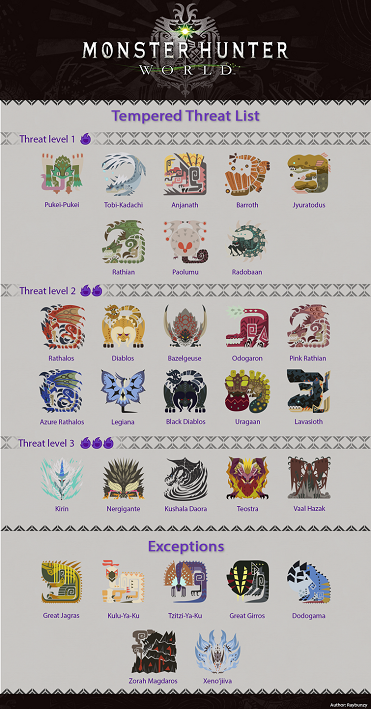 MONSTER HUNTER
WORLD
Tempered Threat List
Threat level 1
Pukei-Pukei Tobi-Kadachi Anjanath Barroth Jyuratodus
Rathian Paolumu Radobaan
Threat level 2
Rathalos Diablos Bazelgeuse Odogaron Pink Rathian
Azure Rathalos Legiana Black Diablos Uragaan Lavasioth
Threat level 3
Kirin Nergigante Kushala Daora Teostra Vaal Hazak
Exceptions
Great Jagras Kulu-Ya-Ku Tzitzi-Ya-Ku Great Girros Dodogama
Zorah Magdaros Xeno'jiiva
Author: Raybunzy